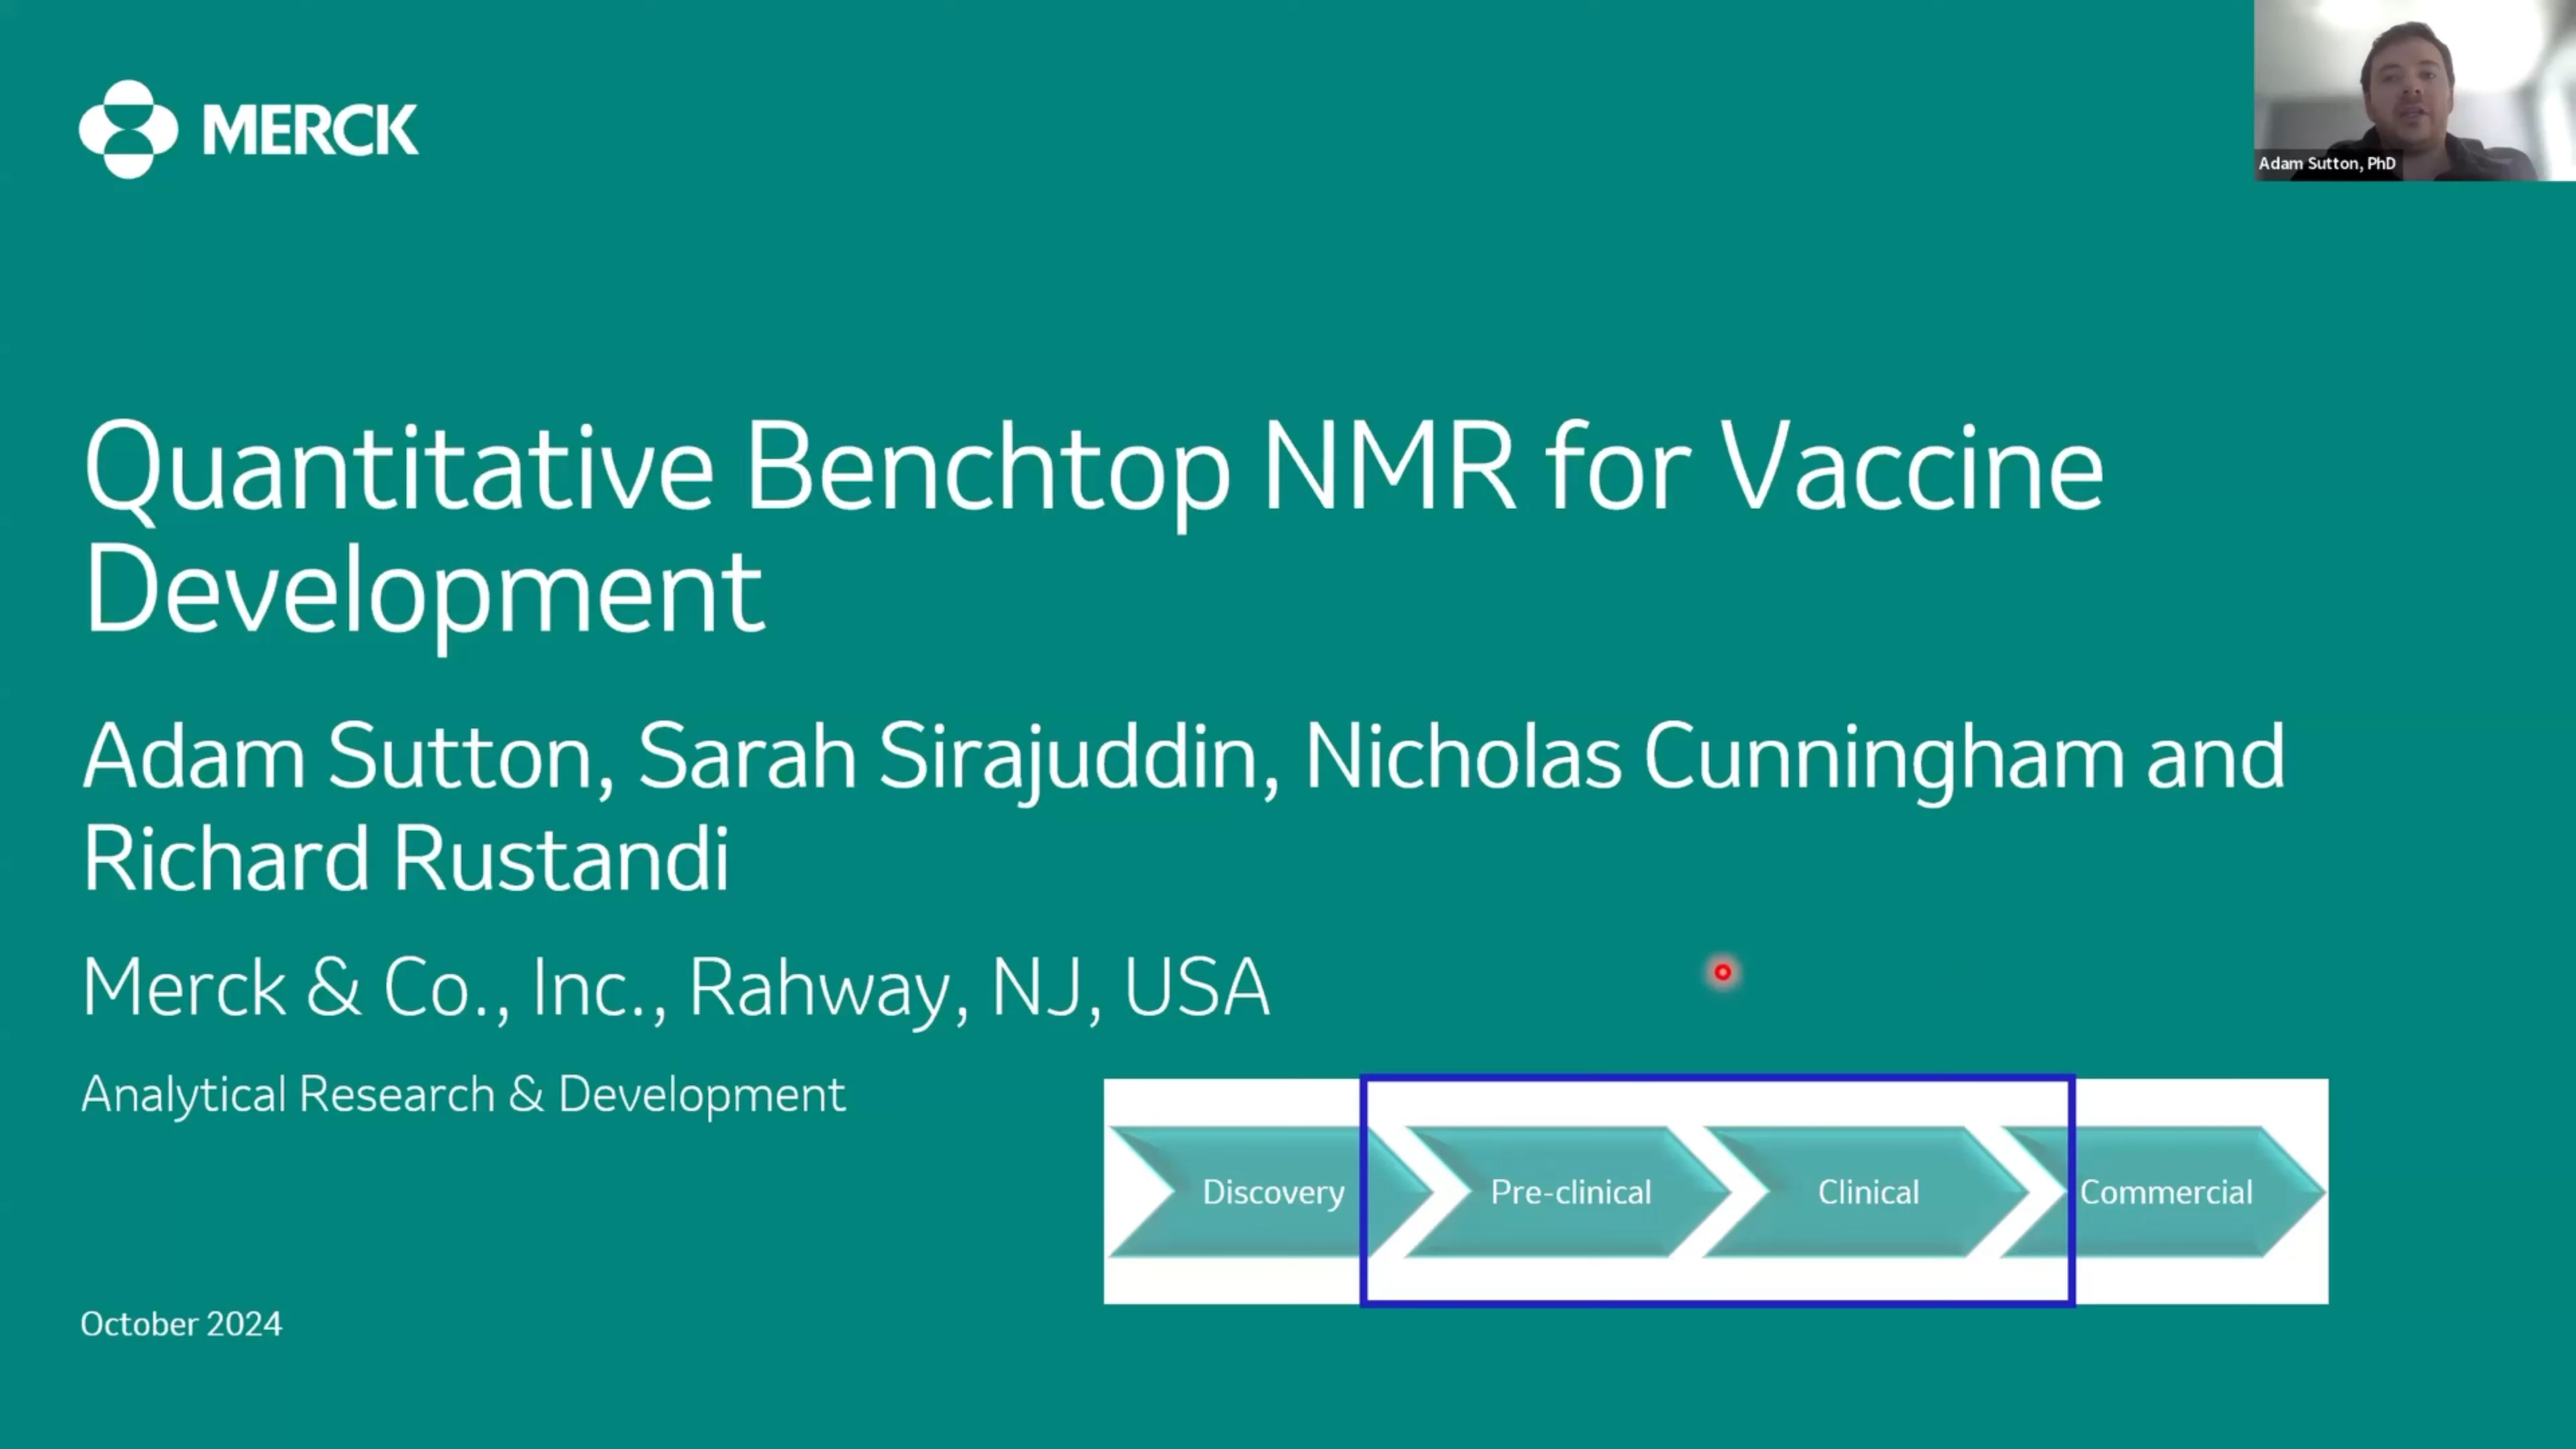 MERCK
Adam Sutton, PhD
Quantitative Benchtop NMR for Vaccine
Development
Adam Sutton, Sarah Sirajuddin, Nicholas Cunningham and
Richard Rustandi
Merck & Co., Inc., Rahway, NJ, USA
Analytical Research & Development
Discovery
Pre-clinical
Clinical
Commercial
October 2024